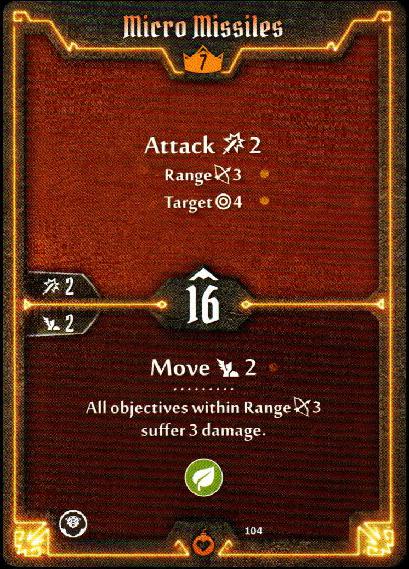 Micro Missiles
7
Attack 2
Range 3
Target 4
2
16
2
Move 2
All objectives within Range 3
suffer 3 damage.
104